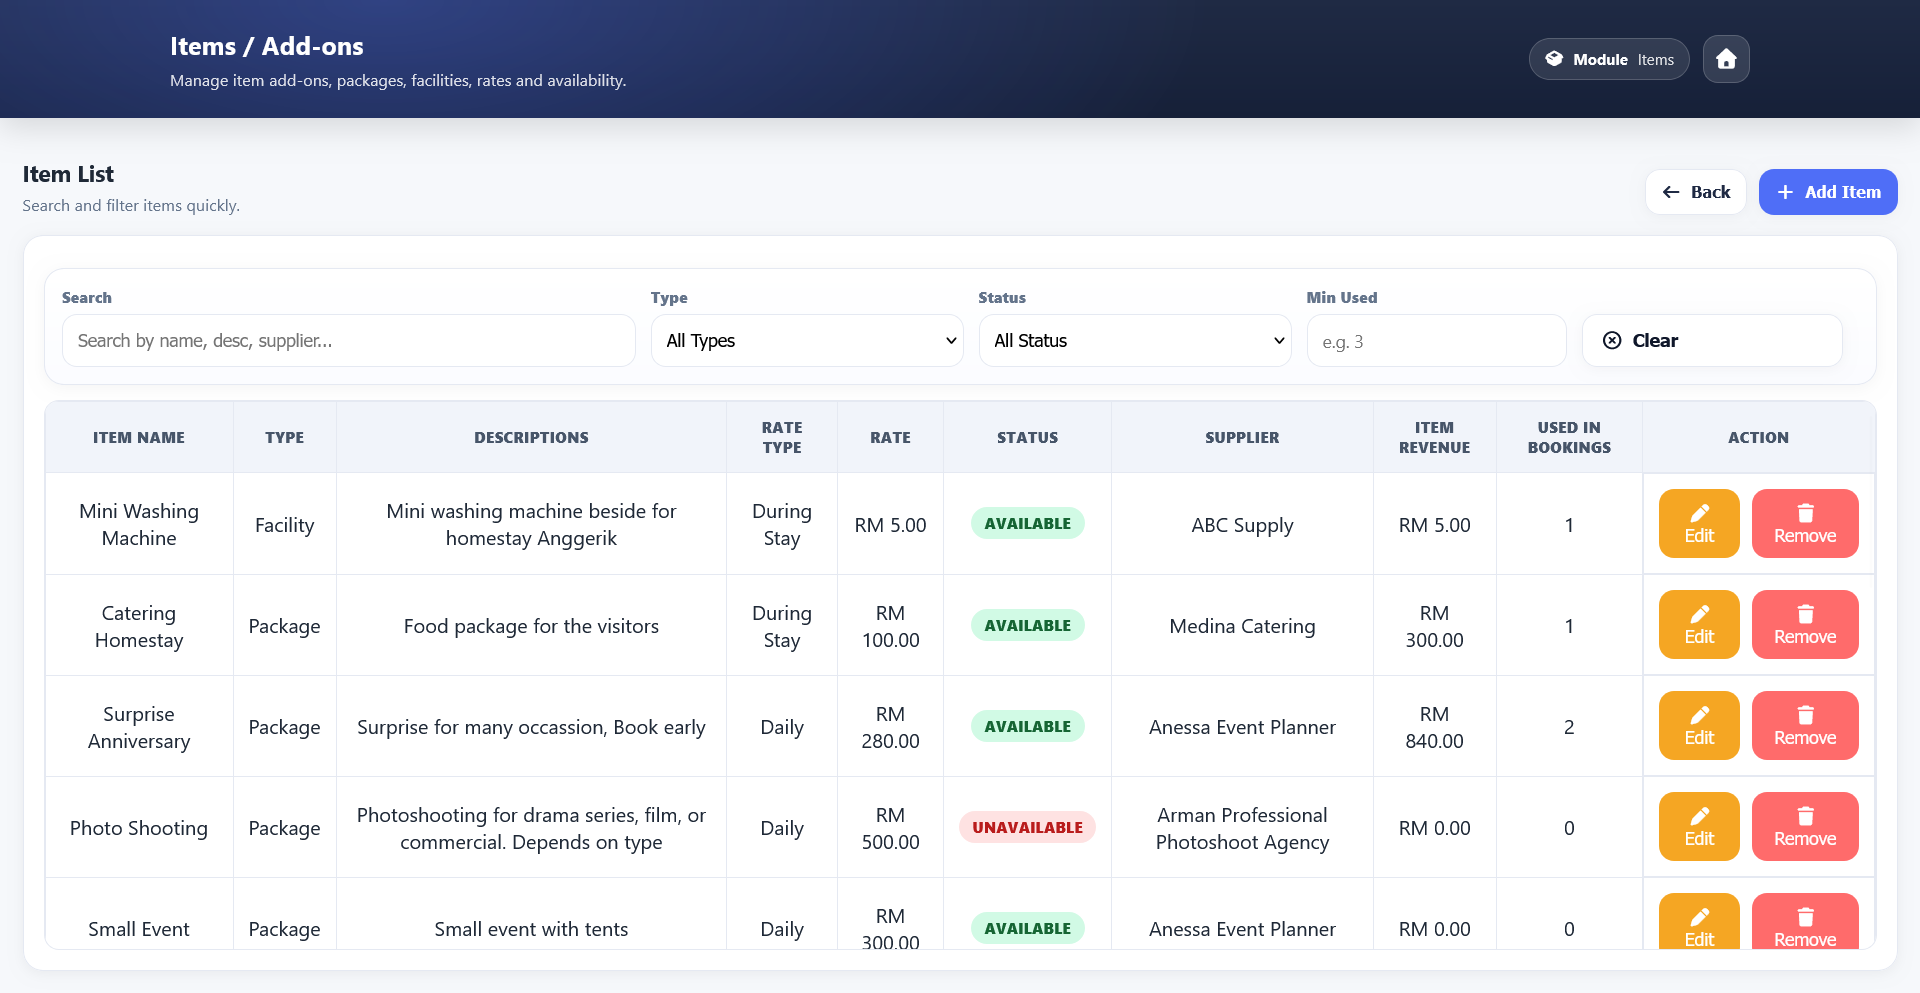 Items / Add-ons
Manage item add-ons, packages, facilities, rates and availability.
Module Items
Item List
Search and filter items quickly.
Back
Add Item
Search
Type
Status
Min Used
Search by name, desc, supplier...
All Types
All Status
e.g. 3
Clear
ITEM NAME
TYPE
DESCRIPTIONS
RATE
TYPE
RATE
STATUS
SUPPLIER
ITEM
REVENUE
USED IN
BOOKINGS
ACTION
Mini Washing
Machine
Facility
Mini washing machine beside for
homestay Anggerik
During
Stay
RM 5.00
AVAILABLE
ABC Supply
RM 5.00
1
Edit
Remove
Catering
Homestay
Package
Food package for the visitors
During
Stay
RM
100.00
AVAILABLE
Medina Catering
RM
300.00
1
Edit
Remove
Surprise
Anniversary
Package
Surprise for many occassion, Book early
Daily
RM
280.00
AVAILABLE
Anessa Event Planner
RM
840.00
2
Edit
Remove
Photo Shooting
Package
Photoshooting for drama series, film, or
commercial. Depends on type
Daily
RM
500.00
UNAVAILABLE
Arman Professional
Photoshoot Agency
RM 0.00
0
Edit
Remove
Small Event
Package
Small event with tents
Daily
RM
300.00
AVAILABLE
Anessa Event Planner
RM 0.00
0
Edit
Remove